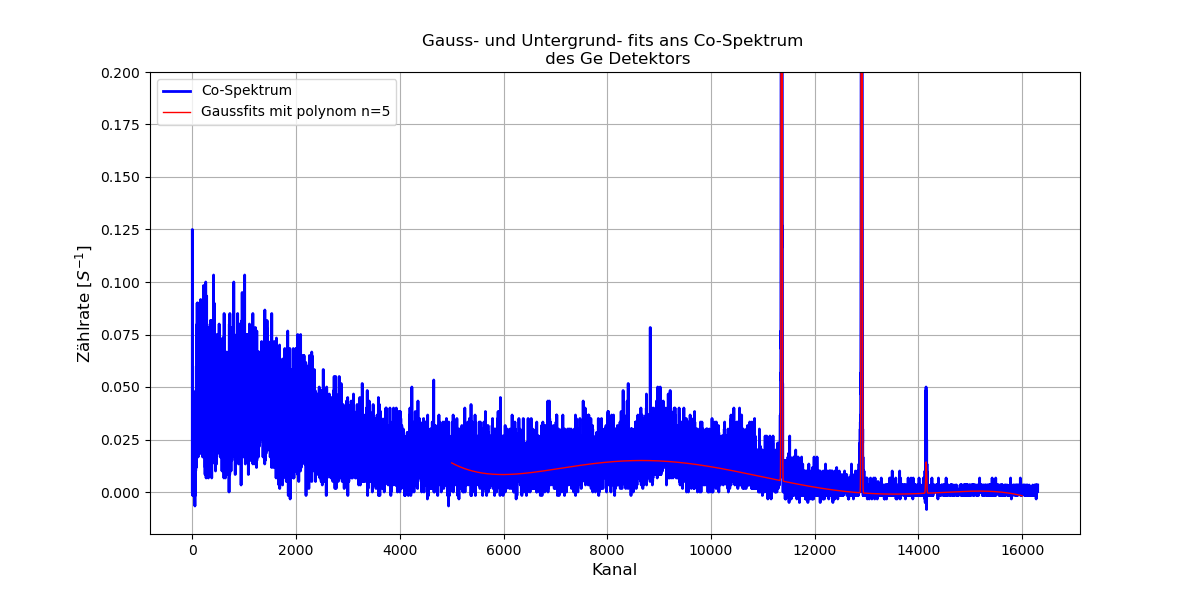 Gauss- und Untergrund- fits ans Co-Spektrum
des Ge Detektors
Co-Spektrum
Gaussfits mit polynom n=5
Zählrate [S⁻¹]
0.200
0.175
0.150
0.125
0.100
0.075
0.050
0.025
0.000
0 2000 4000 6000 8000 10000 12000 14000 16000
Kanal